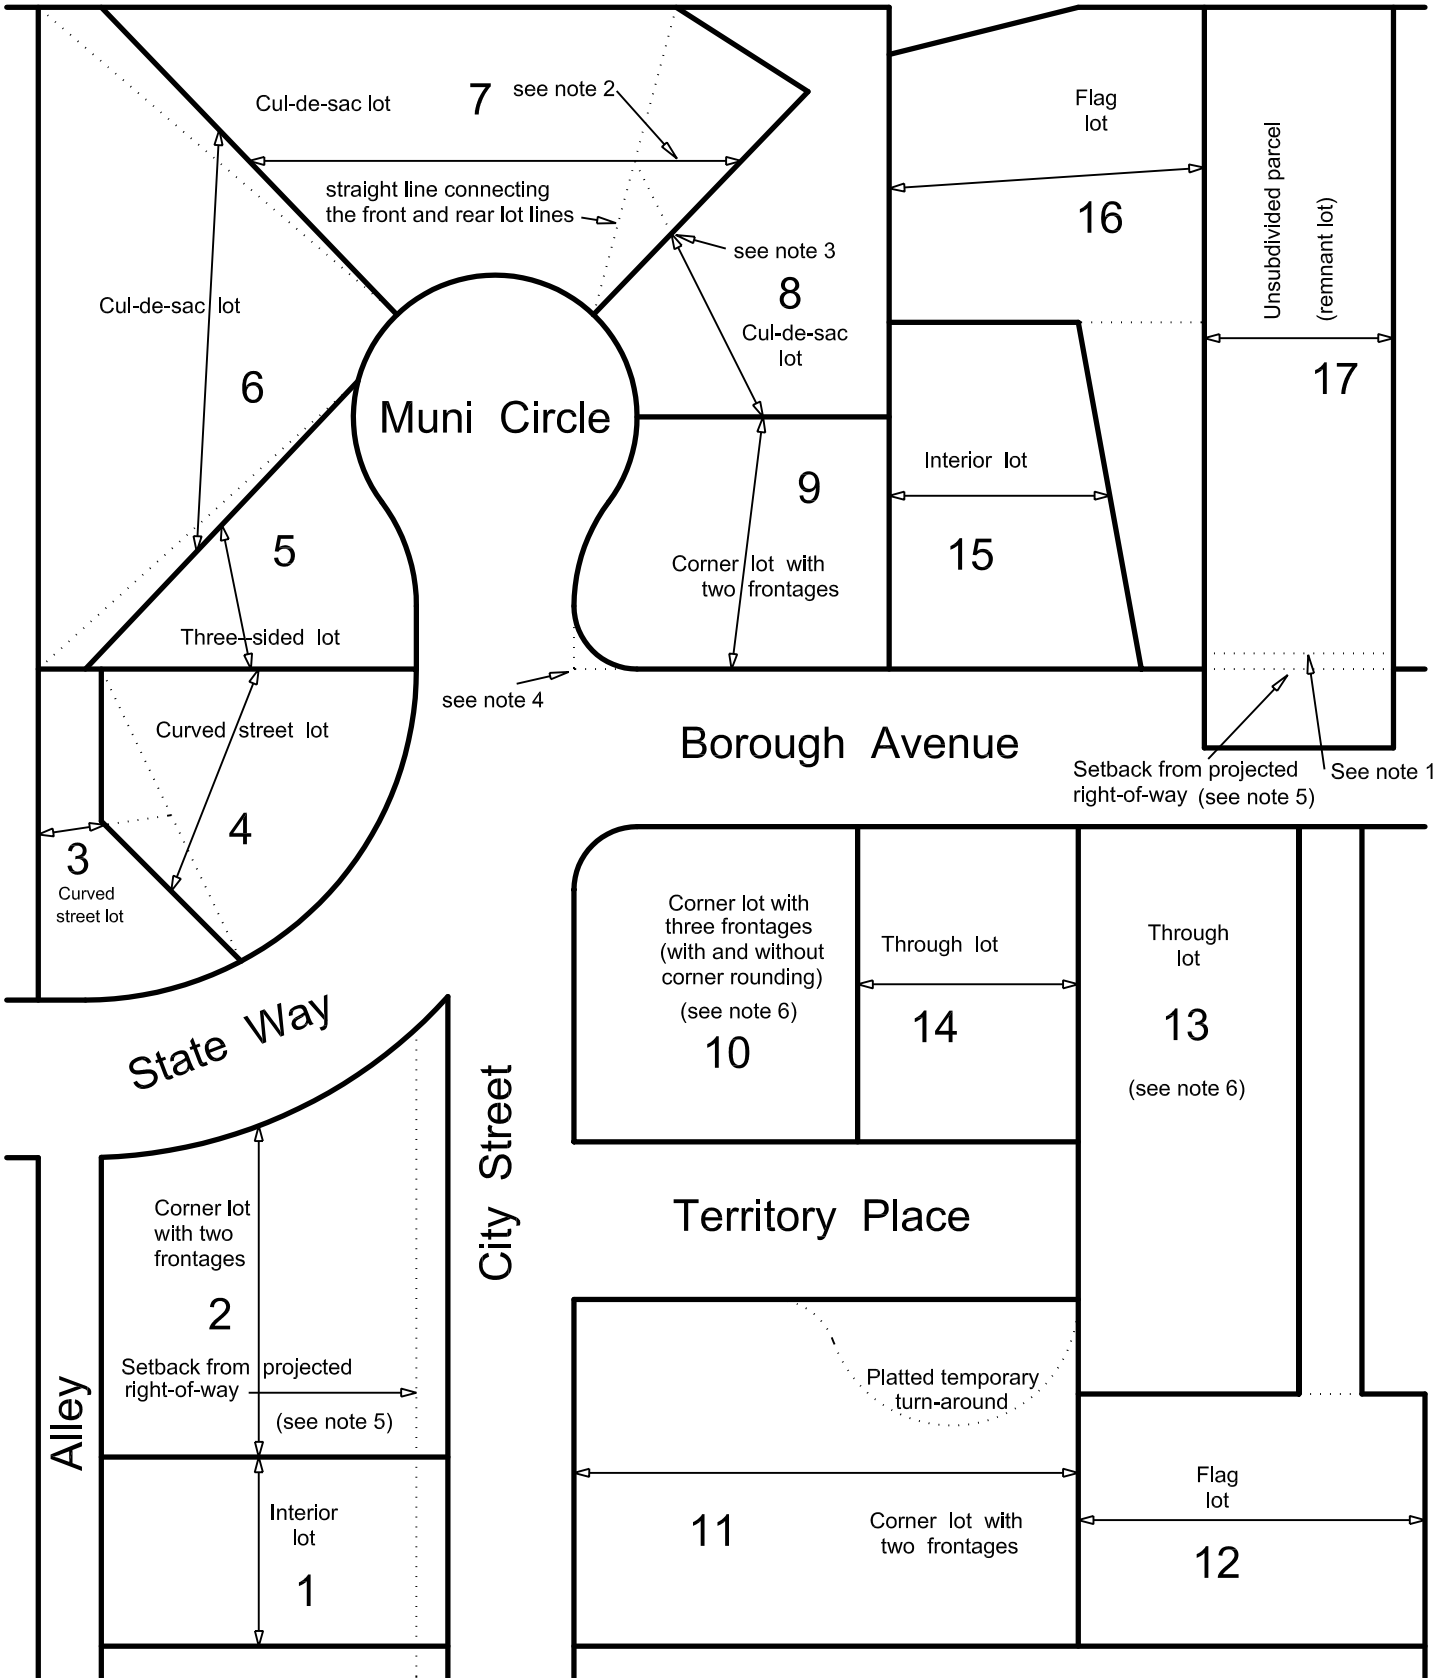 Cul-de-sac lot
7
see note 2
straight line connecting
the front and rear lot lines
see note 3
8
Cul-de-sac
lot
Flag
lot
16
Unsubdivided parcel
(remnant lot)
17
Cul-de-sac lot
6
Muni Circle
9
Corner lot with
two frontages
Interior lot
15
5
Three-sided lot
see note 4
Curved street lot
4
3
Curved
street lot
Borough Avenue
Setback from projected
right-of-way (see note 5)
See note 1
State Way
Corner lot with
three frontages
(with and without
corner rounding)
(see note 6)
10
Through lot
14
Through
lot
13
(see note 6)
City Street
Territory Place
Corner lot
with two
frontages
2
Setback from projected
right-of-way
(see note 5)
Alley
Platted temporary
turn-around
11
Corner lot with
two frontages
Flag
lot
12
Interior
lot
1